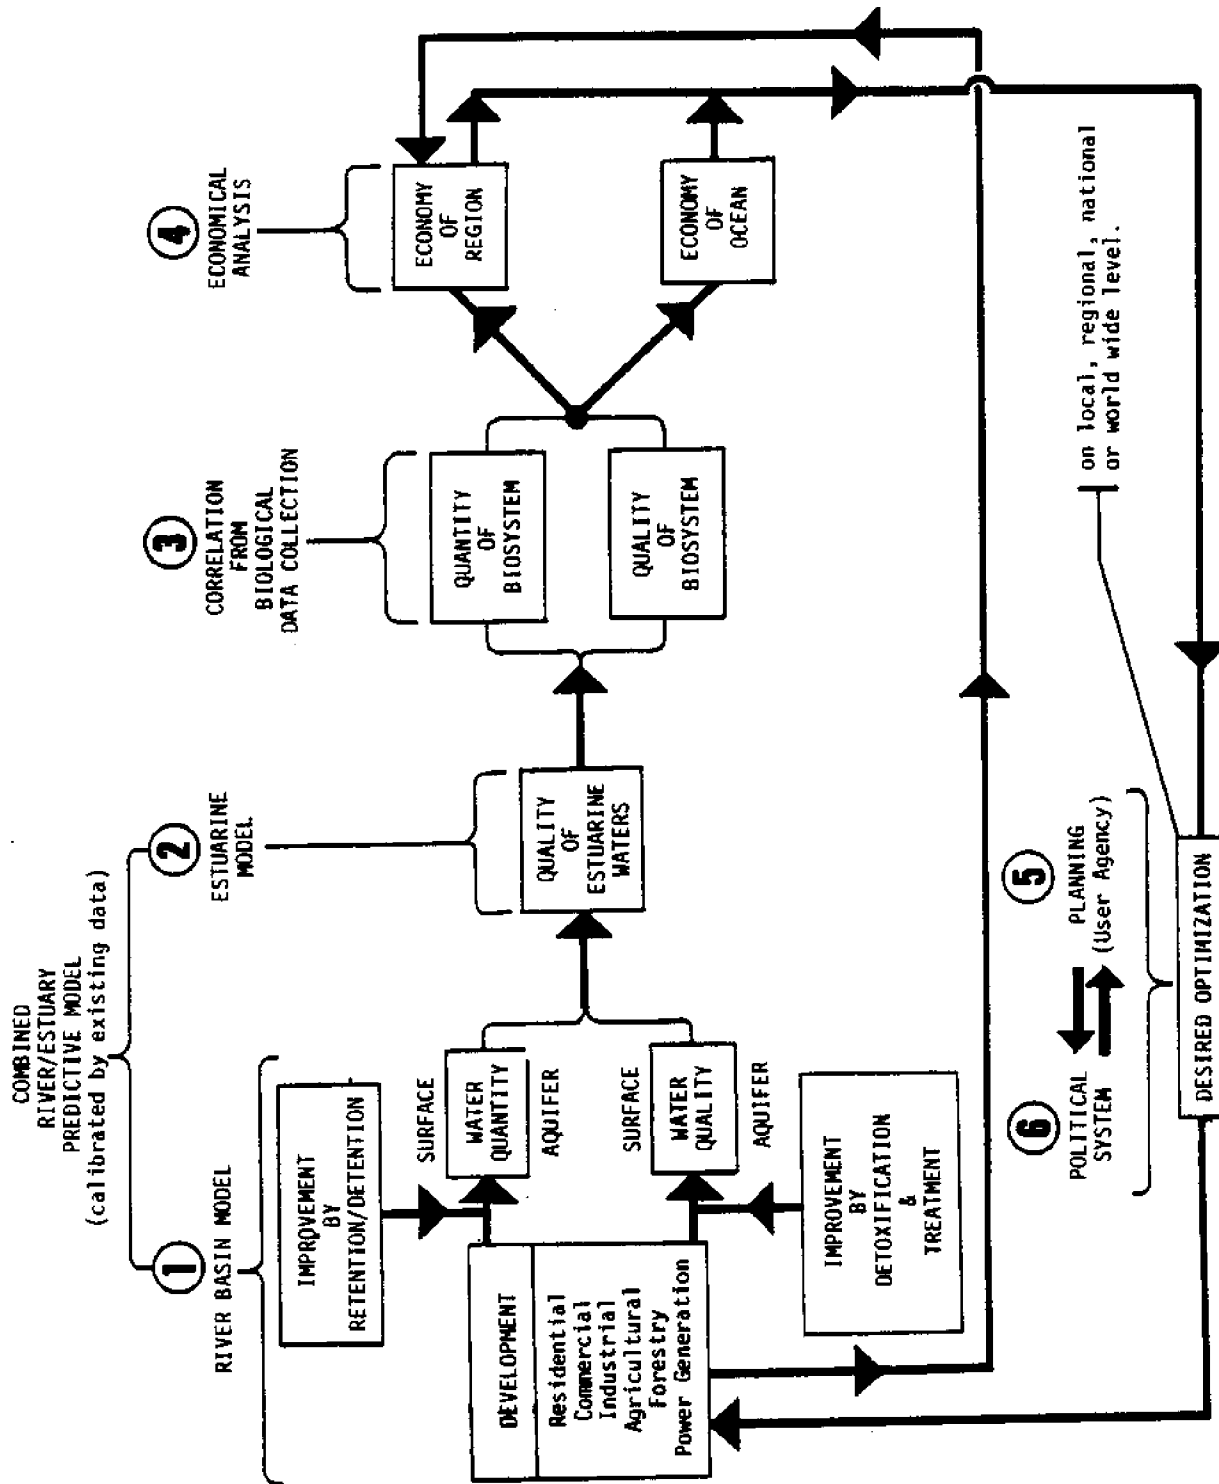 COMBINED
RIVER/ESTUARY
PREDICTIVE MODEL
(calibrated by existing data)
1
RIVER BASIN MODEL
2
ESTUARINE
MODEL
3
CORRELATION
FROM
BIOLOGICAL
DATA COLLECTION
4
ECONOMICAL
ANALYSIS
IMPROVEMENT
BY
RETENTION/DETENTION
DEVELOPMENT
Residential
Commercial
Industrial
Agricultural
Forestry
Power Generation
SURFACE
WATER
QUANTITY
AQUIFER
SURFACE
WATER
QUALITY
AQUIFER
IMPROVEMENT
BY
DETOXIFICATION
&
TREATMENT
QUALITY
OF
ESTUARINE
WATERS
QUANTITY
OF
BIOSYSTEM
QUALITY
OF
BIOSYSTEM
ECONOMY
OF
REGION
ECONOMY
OF
OCEAN
6
POLITICAL
SYSTEM
5
PLANNING
(User Agency)
DESIRED OPTIMIZATION
on local, regional, national
or world wide level.